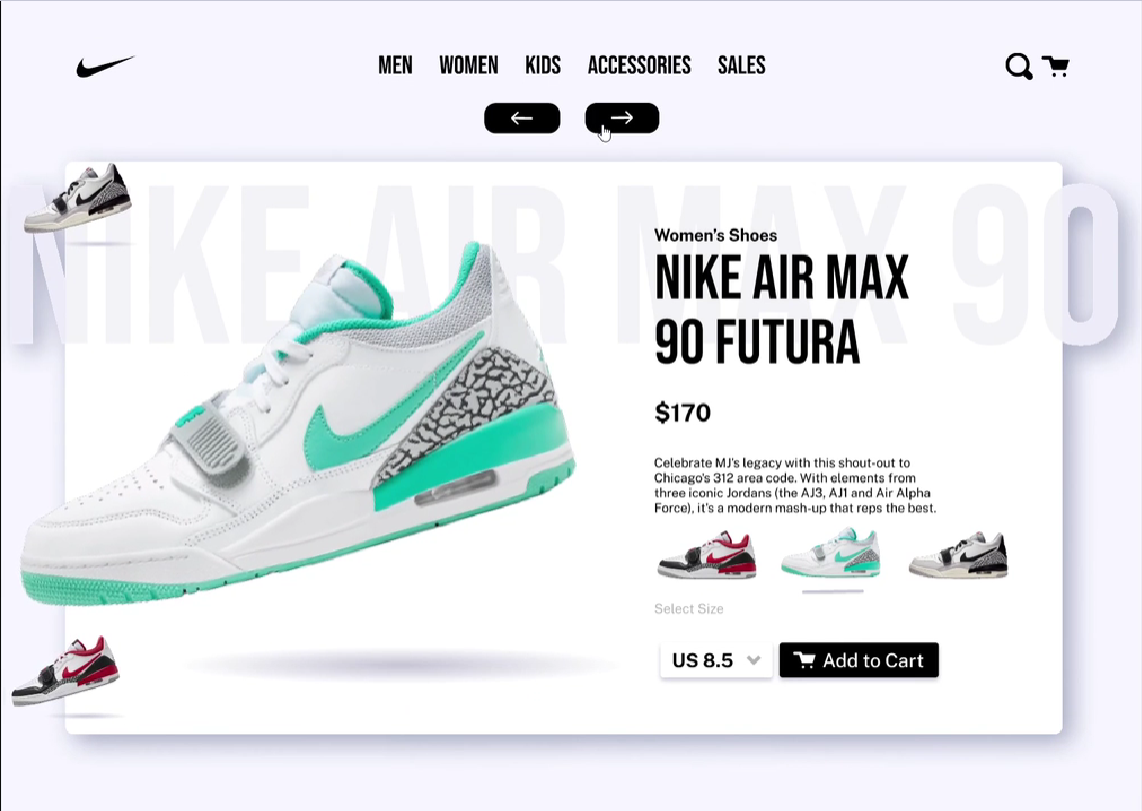 MEN WOMEN KIDS ACCESSORIES SALES
NIKE AIR MAX 90
Women's Shoes
NIKE AIR MAX
90 FUTURA
$170
Celebrate MJ's legacy with this shout-out to
Chicago's 312 area code. With elements from
three iconic Jordans (the AJ3, AJ1 and Air Alpha
Force), it's a modern mash-up that reps the best.
Select Size
US 8.5 Add to Cart